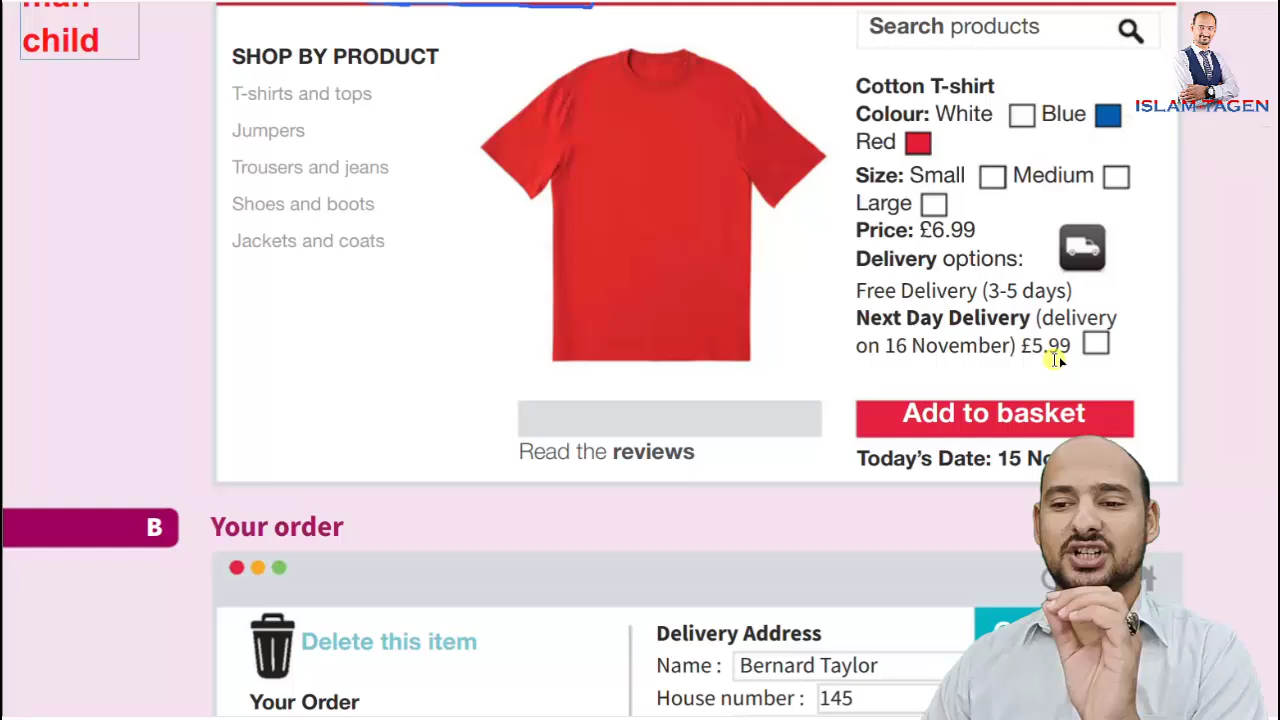 child
SHOP BY PRODUCT
T-shirts and tops
Jumpers
Trousers and jeans
Shoes and boots
Jackets and coats
Read the reviews
Search products
ISLAM TAGEN
Cotton T-shirt
Colour: White Blue
Red
Size: Small Medium
Large
Price: £6.99
Delivery options:
Free Delivery (3-5 days)
Next Day Delivery (delivery
on 16 November) £5.99
Add to basket
Today's Date: 15
B
Your order
Delete this item
Your Order
Delivery Address
Name : Bernard Taylor
House number : 145